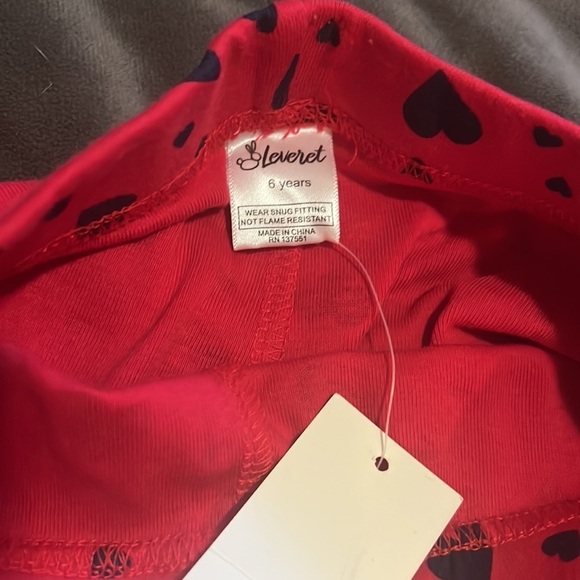 Leveret
6 years
WEAR SNUG FITTING
NOT FLAME RESISTANT
MADE IN CHINA
RN 137551